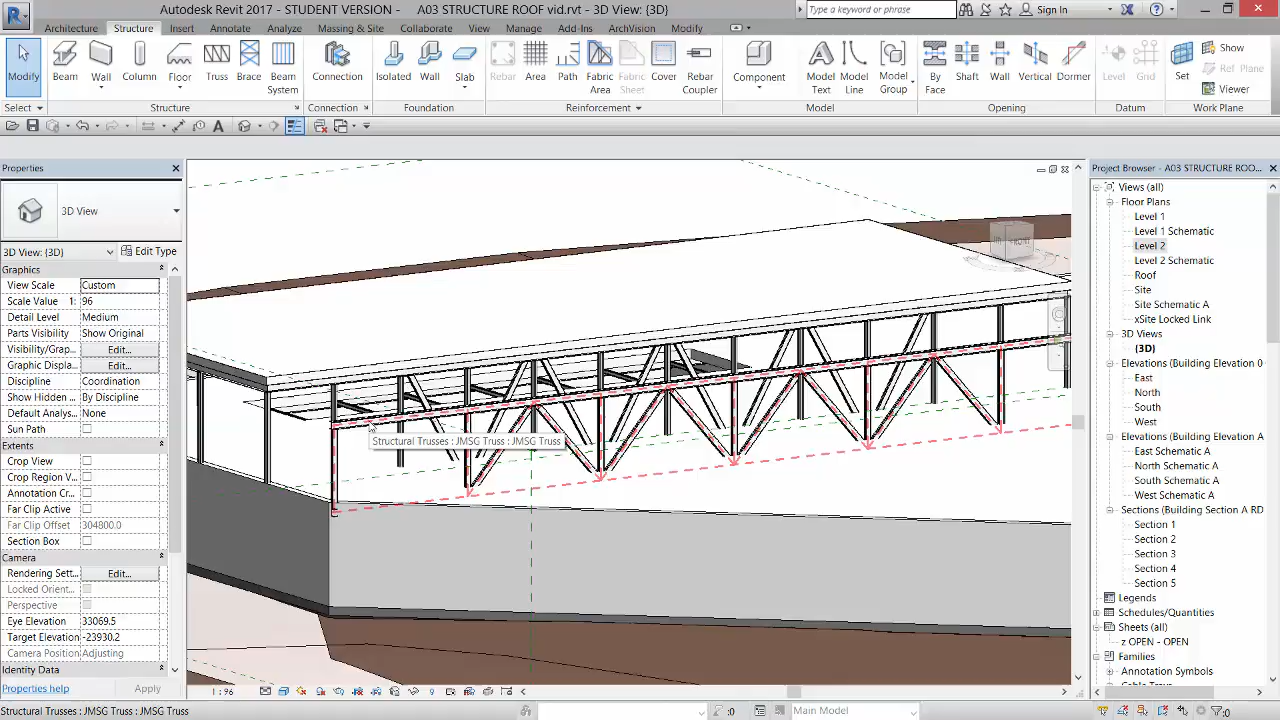 Autodesk Revit 2017 - STUDENT VERSION - A03 STRUCTURE ROOF vid.rvt - 3D View: {3D}
Type a keyword or phrase
Sign In
Architecture Structure Insert Annotate Analyze Massing & Site Collaborate View Manage Add-Ins ArchVision Modify
Modify Beam Wall Column Floor Truss Brace Beam System Connection Isolated Wall Slab Rebar Area Path Fabric Area Fabric Sheet Cover Rebar Coupler Component Model Text Model Line Model Group By Face Shaft Wall Vertical Dormer Level Grid Set Show
Ref Plane
Viewer
Select Structure Connection Foundation Reinforcement Model Opening Datum Work Plane
Properties
3D View
3D View: {3D} Edit Type
Graphics
View Scale Custom
Scale Value 1: 96
Detail Level Medium
Parts Visibility Show Original
Visibility/Grap... Edit...
Graphic Displa... Edit...
Discipline Coordination
Show Hidden ... By Discipline
Default Analys... None
Sun Path
Extents
Crop View
Crop Region V...
Annotation Cr...
Far Clip Active
Far Clip Offset 304800.0
Section Box
Camera
Rendering Sett... Edit...
Locked Orient...
Perspective
Eye Elevation 33069.5
Target Elevation -23930.2
Camera Position Adjusting
Identity Data
Properties help Apply
FRONT
Structural Trusses : JMSG Truss : JMSG Truss
Project Browser - A03 STRUCTURE ROO...
Views (all)
Floor Plans
Level 1
Level 1 Schematic
Level 2
Level 2 Schematic
Roof
Site
Site Schematic A
xSite Locked Link
3D Views
{3D}
Elevations (Building Elevation 0
East
North
South
West
Elevations (Building Elevation A
East Schematic A
North Schematic A
South Schematic A
West Schematic A
Sections (Building Section A RD
Section 1
Section 2
Section 3
Section 4
Section 5
Legends
Schedules/Quantities
Sheets (all)
z OPEN - OPEN
Families
Annotation Symbols
1 : 96
Structural Trusses : JMSG Truss : JMSG Truss
:0
Main Model
:0